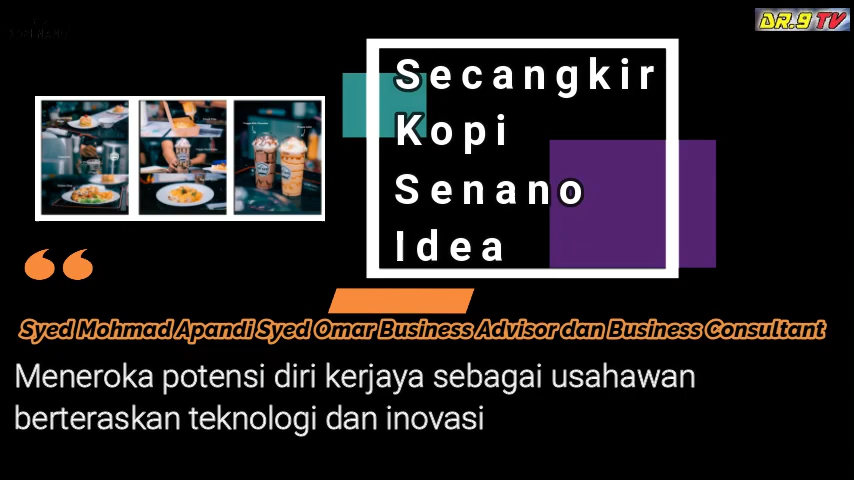 DR.9 TV
Secangkir
Kopi
Senano
Idea
Syed Mohmad Apandi Syed Omar Business Advisor dan Business Consultant
Meneroka potensi diri kerjaya sebagai usahawan
berteraskan teknologi dan inovasi